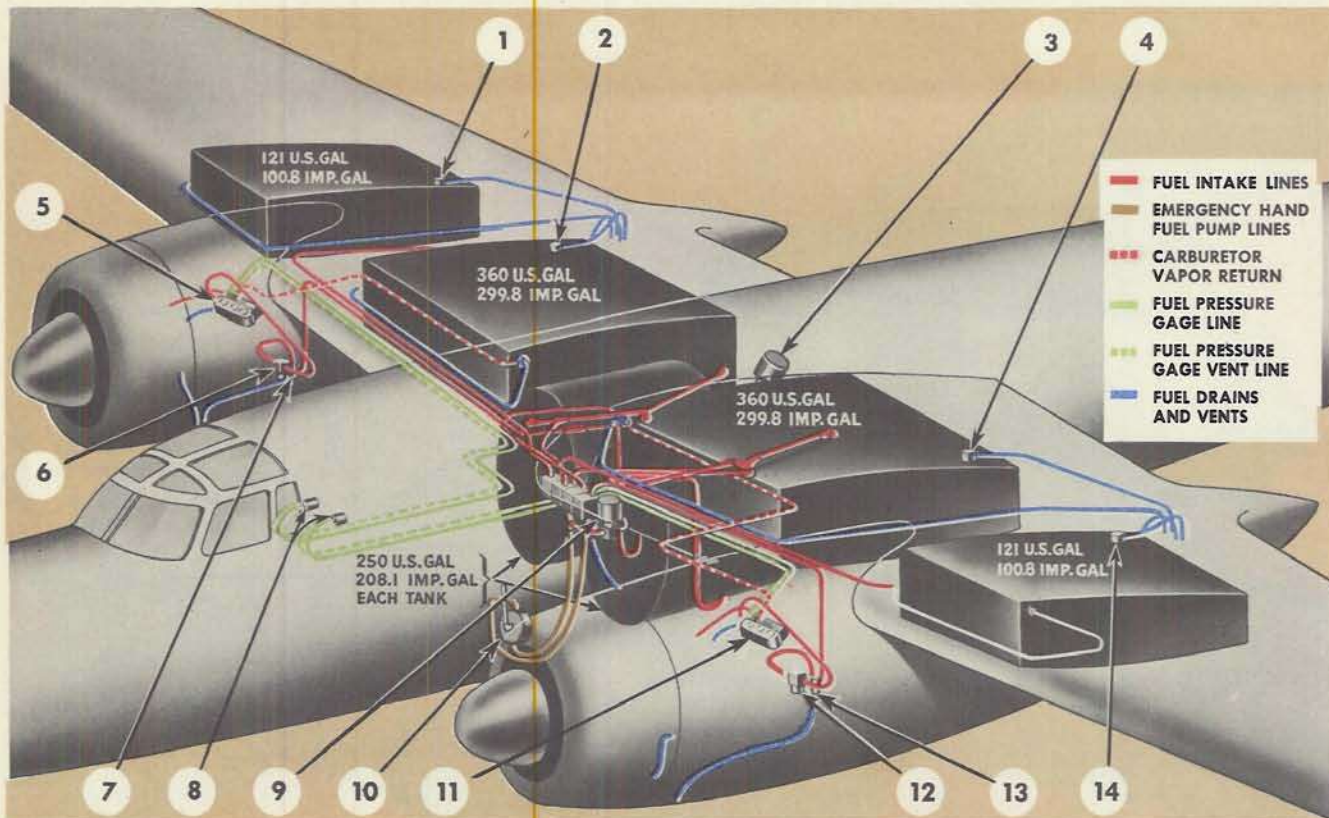 1
2
3
4
121 U.S.GAL
100.8 IMP.GAL
5
360 U.S.GAL
299.8 IMP.GAL
FUEL INTAKE LINES
EMERGENCY HAND
FUEL PUMP LINES
CARBURETOR
VAPOR RETURN
FUEL PRESSURE
GAGE LINE
FUEL PRESSURE
GAGE VENT LINE
FUEL DRAINS
AND VENTS
360 U.S.GAL
299.8 IMP.GAL
6
121 U.S.GAL
100.8 IMP.GAL
250 U.S.GAL
208.1 IMP.GAL
EACH TANK
7
8
9
10
11
12
13
14